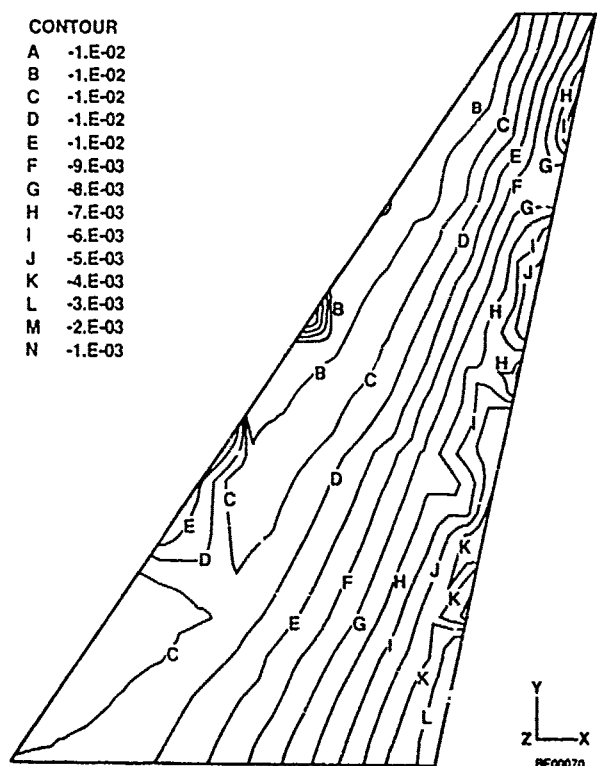 CONTOUR
A -1.E-02
B -1.E-02
C -1.E-02
D -1.E-02
E -1.E-02
F -9.E-03
G -8.E-03
H -7.E-03
I -6.E-03
J -5.E-03
K -4.E-03
L -3.E-03
M -2.E-03
N -1.E-03
H
B
C
I
E
G
F
G
D
I
J
B
H
H
B
C
I
D
C
E
K
D
J
F
H
K
E
G
I
C
K
L
Y
Z X
BE00070